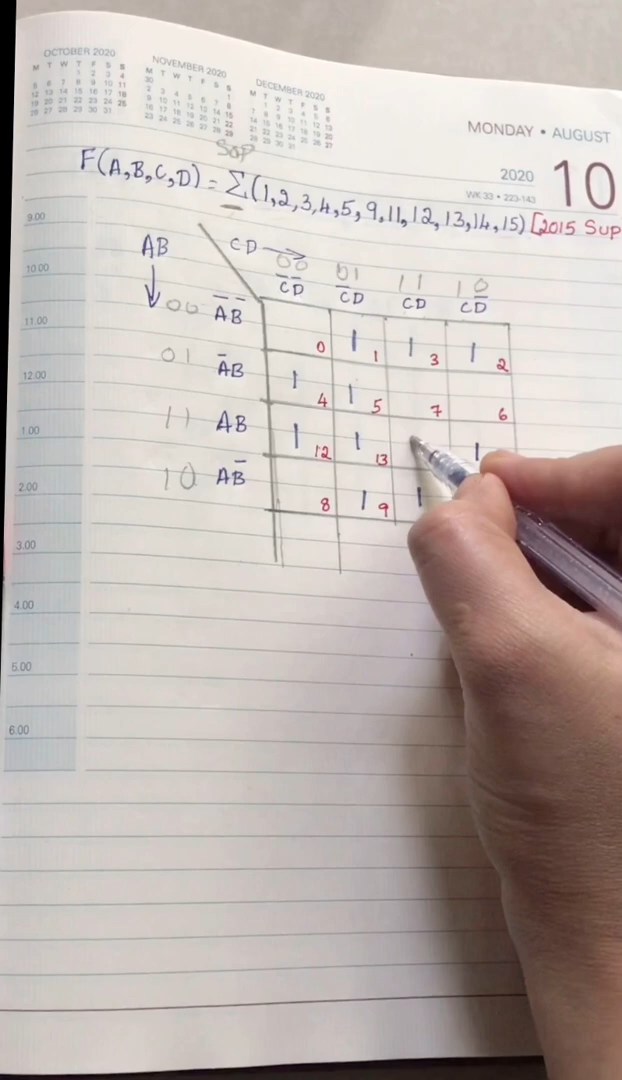 OCTOBER 2020
NOVEMBER 2020
DECEMBER 2020
M T W T F S S
M T W T F S S
M T W T F S S
MONDAY • AUGUST
2020
10
WK 33 • 223-143
SOP
F(A,B,C,D) = Σ(1,2,3,4,5,9,11,12,13,14,15) [2015 Sup
AB
CD →
00 01 11 10
C̅D̅ C̅D CD CD̅
00 A̅B̅ 0 1 1 1 3 1 2
01 A̅B 1 4 1 5 7 6
11 AB 1 12 1 13 1
10 AB̅ 8 1 9 1
9.00
10.00
11.00
12.00
1.00
2.00
3.00
4.00
5.00
6.00